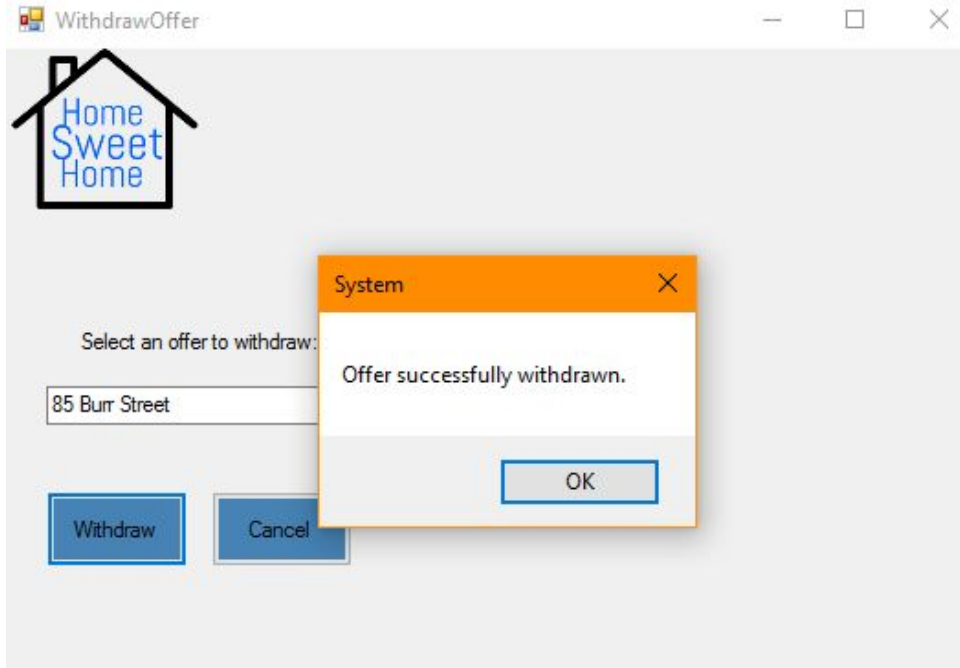 WithdrawOffer
Home
Sweet
Home
System
Select an offer to withdraw:
Offer successfully withdrawn.
85 Burr Street
OK
Withdraw
Cancel